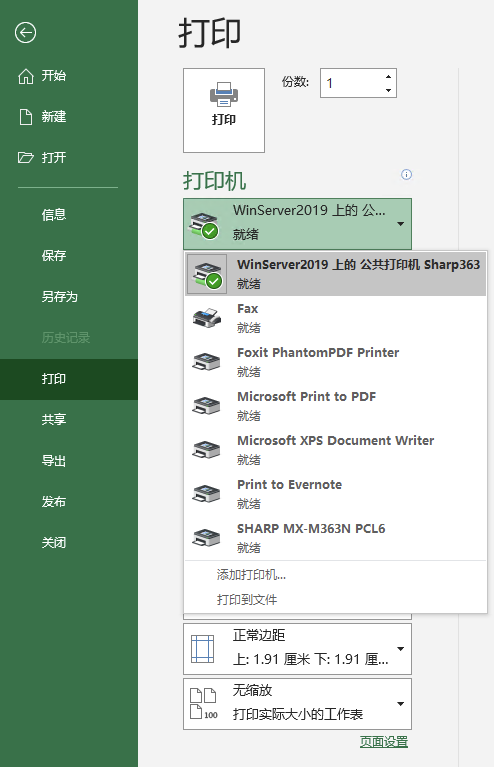 打印
开始
新建
打开
信息
保存
另存为
历史记录
打印
共享
导出
发布
关闭
打印
份数:
1
打印机
WinServer2019 上的 公...
就绪
WinServer2019 上的 公共打印机 Sharp363
就绪
Fax
就绪
Foxit PhantomPDF Printer
就绪
Microsoft Print to PDF
就绪
Microsoft XPS Document Writer
就绪
Print to Evernote
就绪
SHARP MX-M363N PCL6
就绪
添加打印机...
打印到文件
正常边距
上: 1.91 厘米 下: 1.91 厘...
100
无缩放
打印实际大小的工作表
页面设置